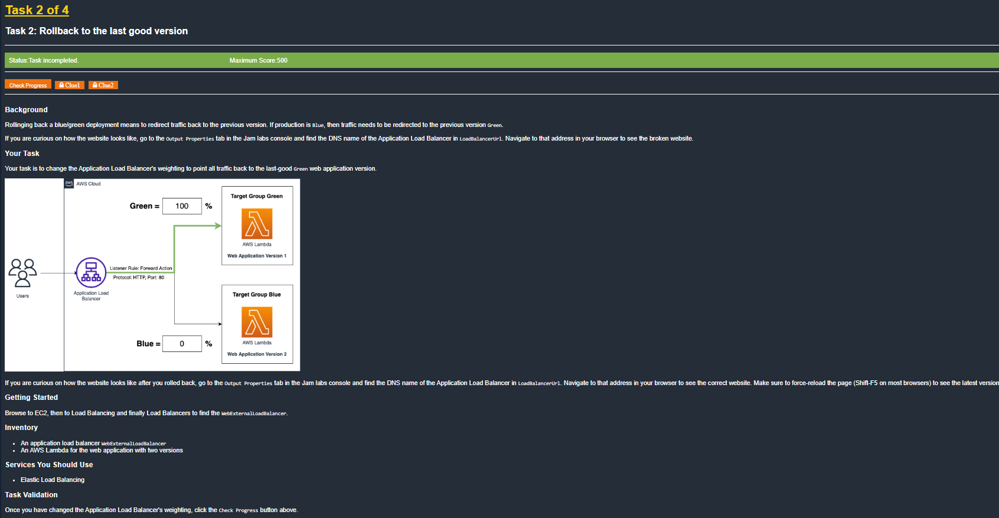 Task 2 of 4
Task 2: Rollback to the last good version
Status:Task incompleted. Maximum Score:500
Check Progress Clue1 Clue2
Background
Rollinging back a blue/green deployment means to redirect traffic back to the previous version. If production is Blue, then traffic needs to be redirected to the previous version Green.
If you are curious on how the website looks like, go to the Output Properties tab in the Jam labs console and find the DNS name of the Application Load Balancer in LoadBalancerUrl. Navigate to that address in your browser to see the broken website.
Your Task
Your task is to change the Application Load Balancer's weighting to point all traffic back to the last-good Green web application version.
aws AWS Cloud
Target Group Green
Green = 100 %
AWS Lambda
Web Application Version 1
Listener Rule: Forward Action
Protocol: HTTP, Port: 80
Users
Application Load
Balancer
Target Group Blue
AWS Lambda
Blue = 0 %
Web Application Version 2
If you are curious on how the website looks like after you rolled back, go to the Output Properties tab in the Jam labs console and find the DNS name of the Application Load Balancer in LoadBalancerUrl. Navigate to that address in your browser to see the correct website. Make sure to force-reload the page (Shift-F5 on most browsers) to see the latest version
Getting Started
Browse to EC2, then to Load Balancing and finally Load Balancers to find the WebExternalLoadBalancer.
Inventory
• An application load balancer WebExternalLoadBalancer
• An AWS Lambda for the web application with two versions
Services You Should Use
• Elastic Load Balancing
Task Validation
Once you have changed the Application Load Balancer's weighting, click the Check Progress button above.